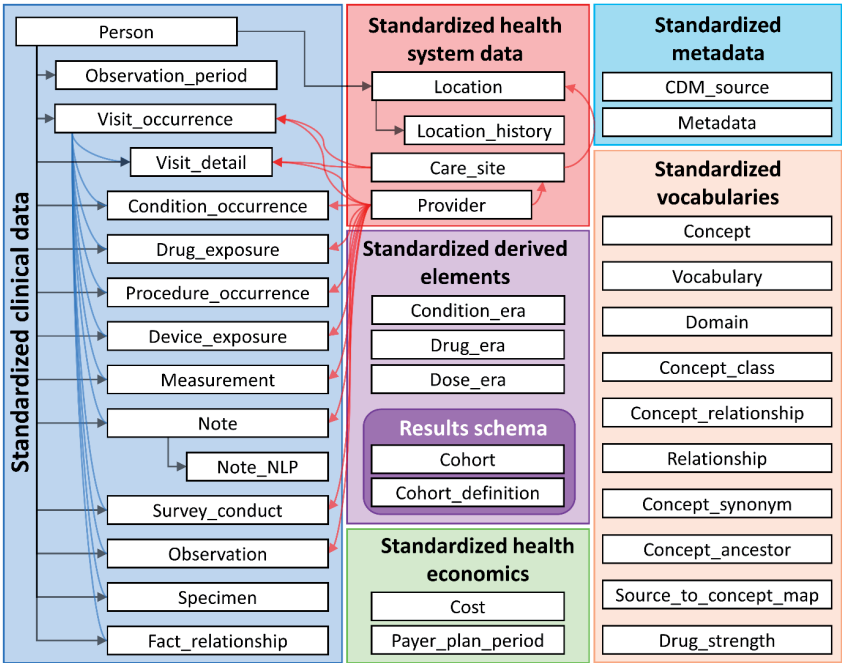 Standardized clinical data
Person
Observation_period
Visit_occurrence
Visit_detail
Condition_occurrence
Drug_exposure
Procedure_occurrence
Device_exposure
Measurement
Note
Note_NLP
Survey_conduct
Observation
Specimen
Fact_relationship
Standardized health
system data
Location
Location_history
Care_site
Provider
Standardized derived
elements
Condition_era
Drug_era
Dose_era
Results schema
Cohort
Cohort_definition
Standardized health
economics
Cost
Payer_plan_period
Standardized
metadata
CDM_source
Metadata
Standardized
vocabularies
Concept
Vocabulary
Domain
Concept_class
Concept_relationship
Relationship
Concept_synonym
Concept_ancestor
Source_to_concept_map
Drug_strength